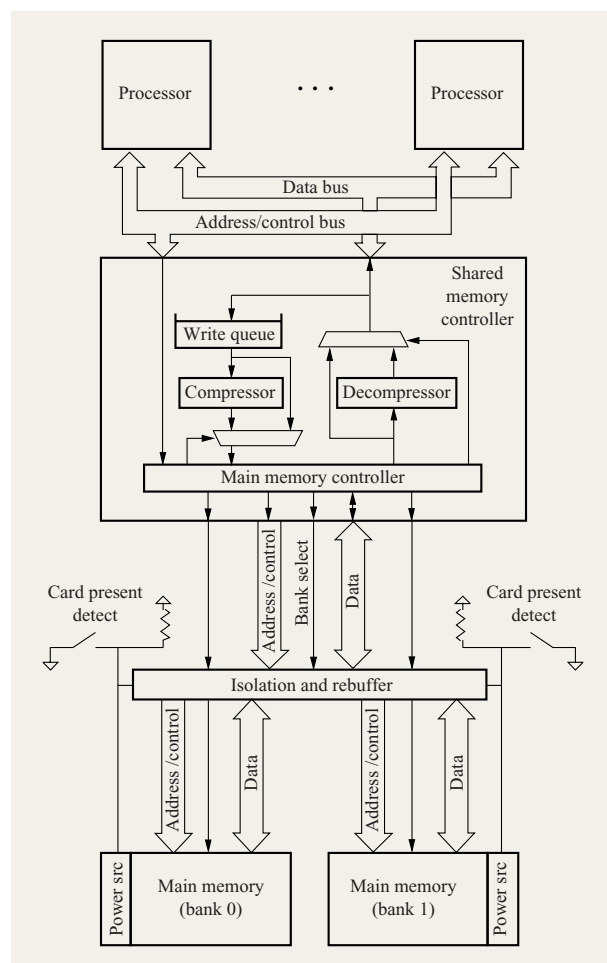 Processor
. . .
Processor
Data bus
Address/control bus
Shared
memory
controller
Write queue
Compressor
Decompressor
Main memory controller
Address /control
Bank select
Data
Card present
detect
Card present
detect
Isolation and rebuffer
Address /control
Data
Address /control
Data
Power src
Main memory
(bank 0)
Main memory
(bank 1)
Power src